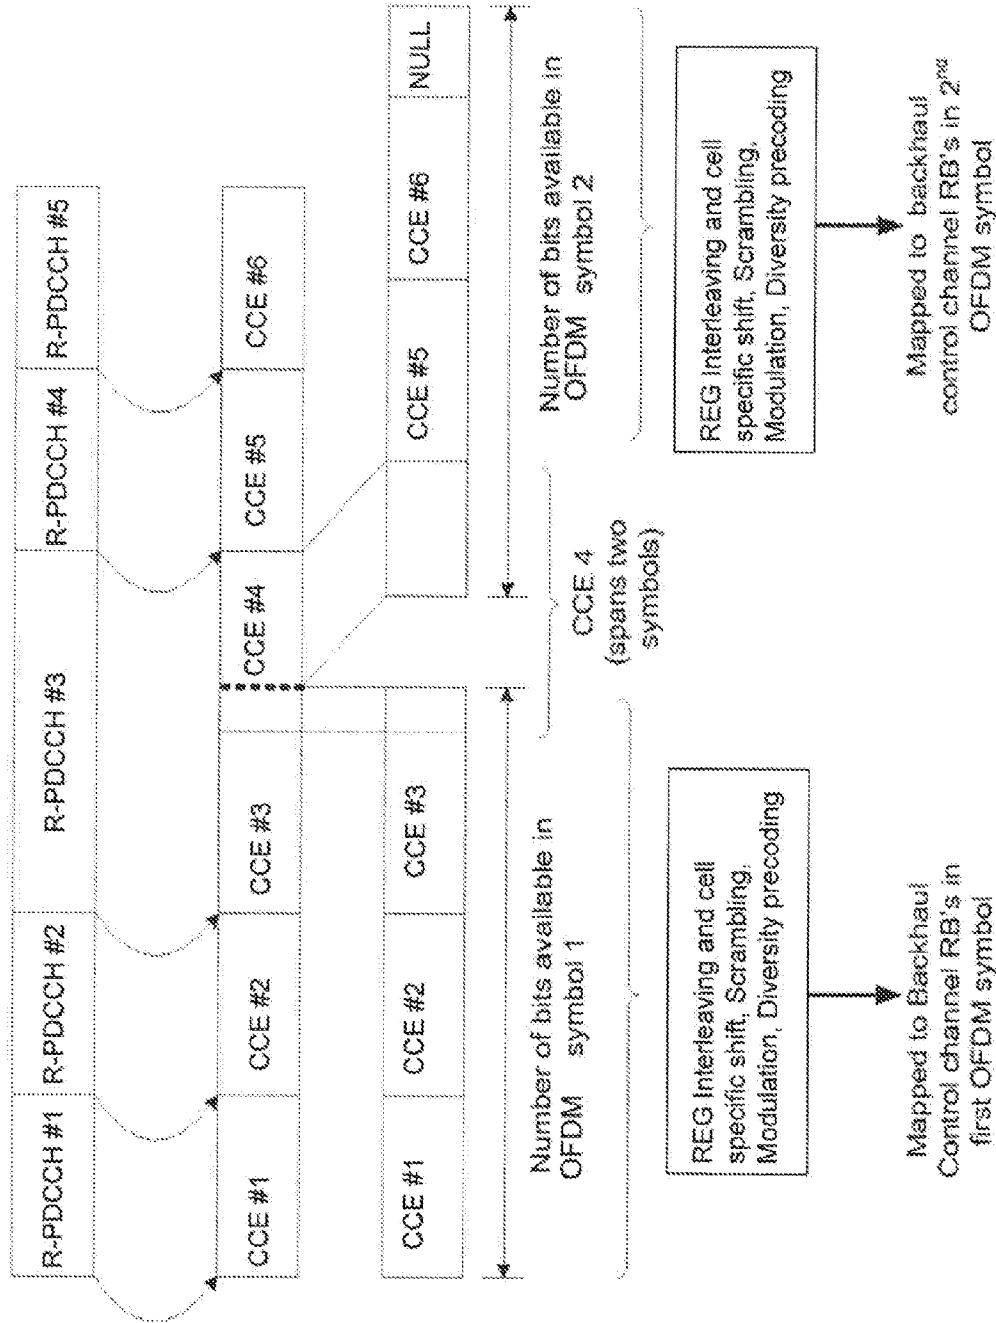 R-PDCCH #1
R-PDCCH #2
R-PDCCH #3
R-PDCCH #4
R-PDCCH #5
CCE #1
CCE #2
CCE #3
CCE #4
CCE #5
CCE #6
CCE #1
CCE #2
CCE #3
CCE #5
CCE #6
NULL
Number of bits available in
OFDM symbol 1
Number of bits available in
OFDM symbol 2
CCE 4
(spans two
symbols)
REG Interleaving and cell
specific shift, Scrambling,
Modulation, Diversity precoding
REG Interleaving and cell
specific shift, Scrambling,
Modulation, Diversity precoding
Mapped to Backhaul
Control channel RB's in
first OFDM symbol
Mapped to backhaul
control channel RB's in 2nd
OFDM symbol